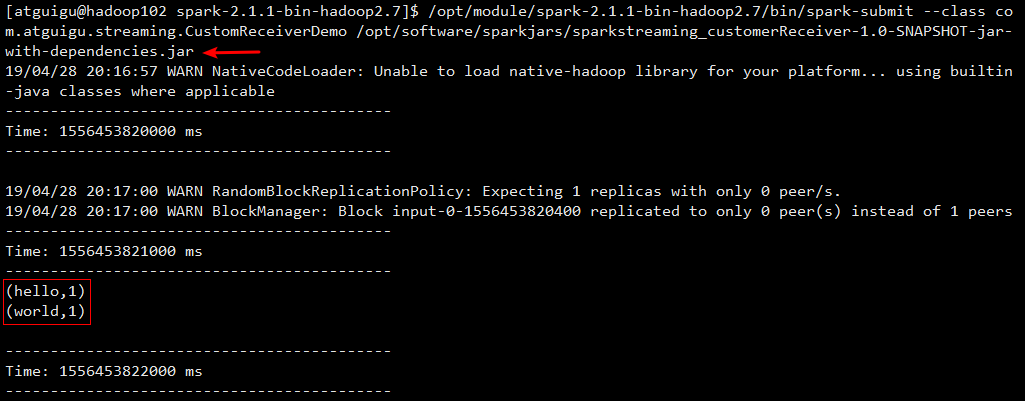 [atguigu@hadoop102 spark-2.1.1-bin-hadoop2.7]$ /opt/module/spark-2.1.1-bin-hadoop2.7/bin/spark-submit --class co
m.atguigu.streaming.CustomReceiverDemo /opt/software/sparkjars/sparkstreaming_customerReceiver-1.0-SNAPSHOT-jar-
with-dependencies.jar
19/04/28 20:16:57 WARN NativeCodeLoader: Unable to load native-hadoop library for your platform... using builtin
-java classes where applicable
-------------------------------------------
Time: 1556453820000 ms
-------------------------------------------
19/04/28 20:17:00 WARN RandomBlockReplicationPolicy: Expecting 1 replicas with only 0 peer/s.
19/04/28 20:17:00 WARN BlockManager: Block input-0-1556453820400 replicated to only 0 peer(s) instead of 1 peers
-------------------------------------------
Time: 1556453821000 ms
-------------------------------------------
(hello,1)
(world,1)
-------------------------------------------
Time: 1556453822000 ms
-------------------------------------------